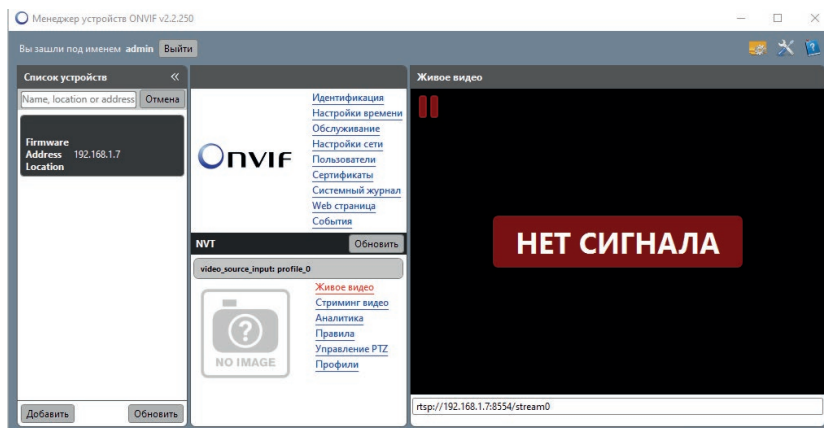 Менеджер устройств ONVIF v2.2.250
Вы зашли под именем admin Выйти
Список устройств
Name, location or address Отмена
Firmware
Address 192.168.1.7
Location
Добавить Обновить
ONVIF
Идентификация
Настройки времени
Обслуживание
Настройки сети
Пользователи
Сертификаты
Системный журнал
Web страница
События
NVT Обновить
video_source_input: profile_0
NO IMAGE
Живое видео
Стриминг видео
Аналитика
Правила
Управление PTZ
Профили
Живое видео
НЕТ СИГНАЛА
rtsp://192.168.1.7:8554/stream0